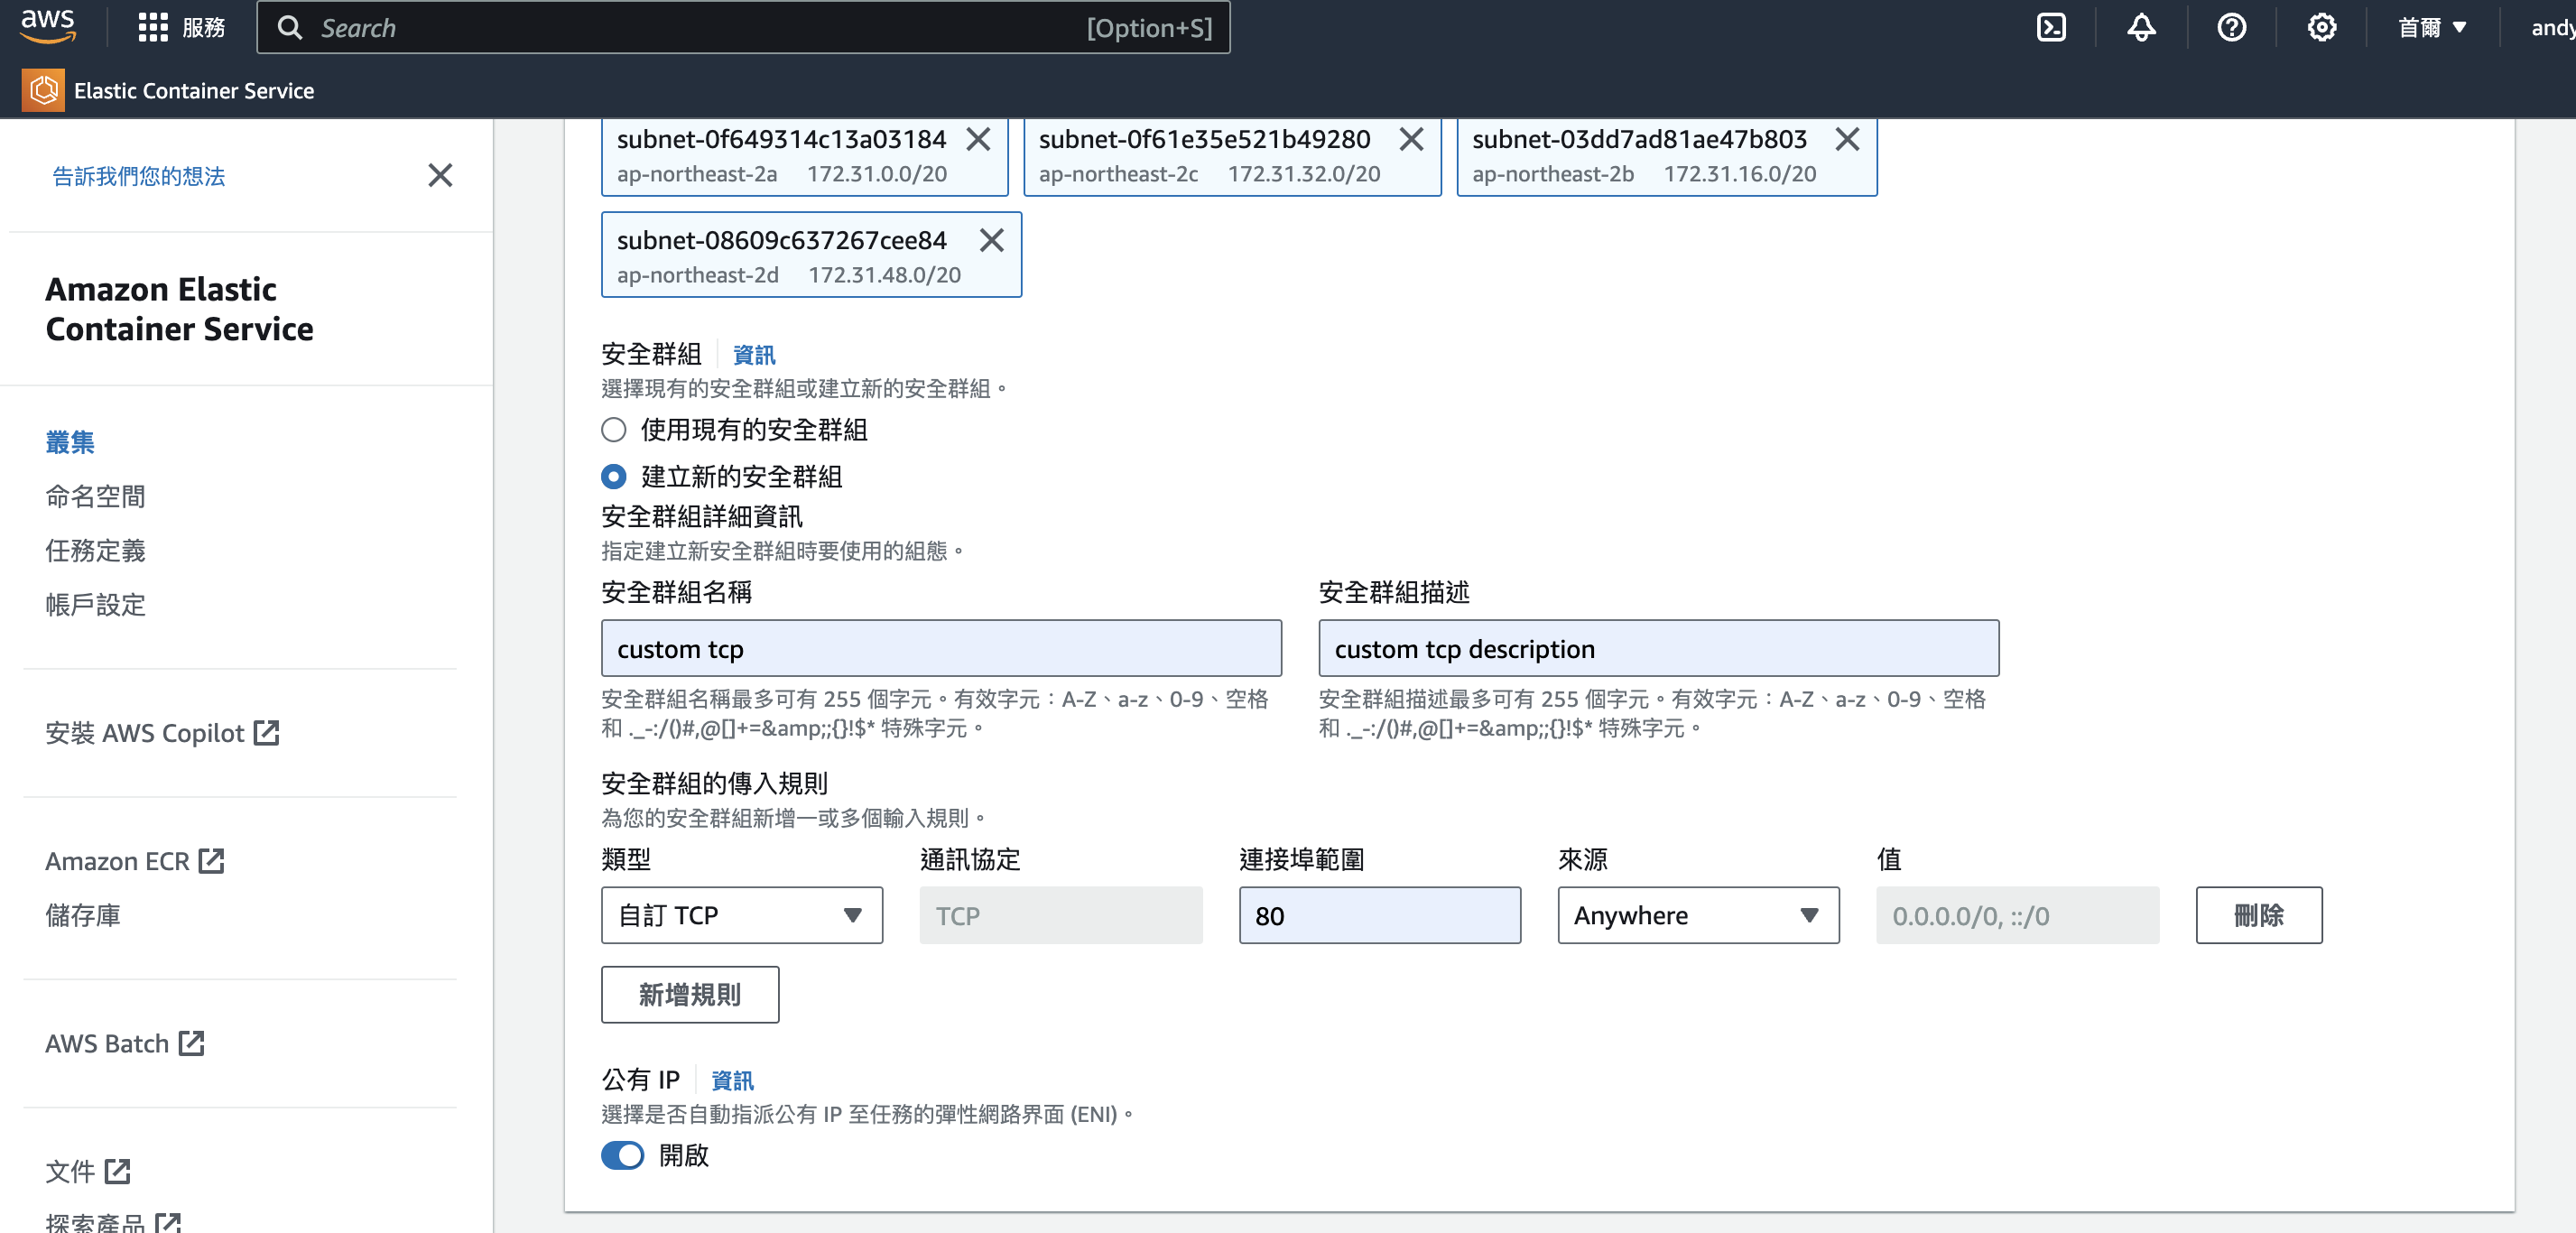 aws
服務
Search
[Option+S]
首爾
andy
Elastic Container Service
告訴我們您的想法
Amazon Elastic
Container Service
叢集
命名空間
任務定義
帳戶設定
安裝 AWS Copilot
Amazon ECR
儲存庫
AWS Batch
文件
探索產品
subnet-0f649314c13a03184
ap-northeast-2a 172.31.0.0/20
subnet-0f61e35e521b49280
ap-northeast-2c 172.31.32.0/20
subnet-03dd7ad81ae47b803
ap-northeast-2b 172.31.16.0/20
subnet-08609c637267cee84
ap-northeast-2d 172.31.48.0/20
安全群組 資訊
選擇現有的安全群組或建立新的安全群組。
使用現有的安全群組
建立新的安全群組
安全群組詳細資訊
指定建立新安全群組時要使用的組態。
安全群組名稱
custom tcp
安全群組名稱最多可有 255 個字元。有效字元：A-Z、a-z、0-9、空格
和 ._-:/()#,@[]+=&amp;;{}!$* 特殊字元。
安全群組描述
custom tcp description
安全群組描述最多可有 255 個字元。有效字元：A-Z、a-z、0-9、空格
和 ._-:/()#,@[]+=&amp;;{}!$* 特殊字元。
安全群組的傳入規則
為您的安全群組新增一或多個輸入規則。
類型 通訊協定 連接埠範圍 來源 值
自訂 TCP TCP 80 Anywhere 0.0.0.0/0, ::/0 刪除
新增規則
公有 IP 資訊
選擇是否自動指派公有 IP 至任務的彈性網路界面 (ENI)。
開啟